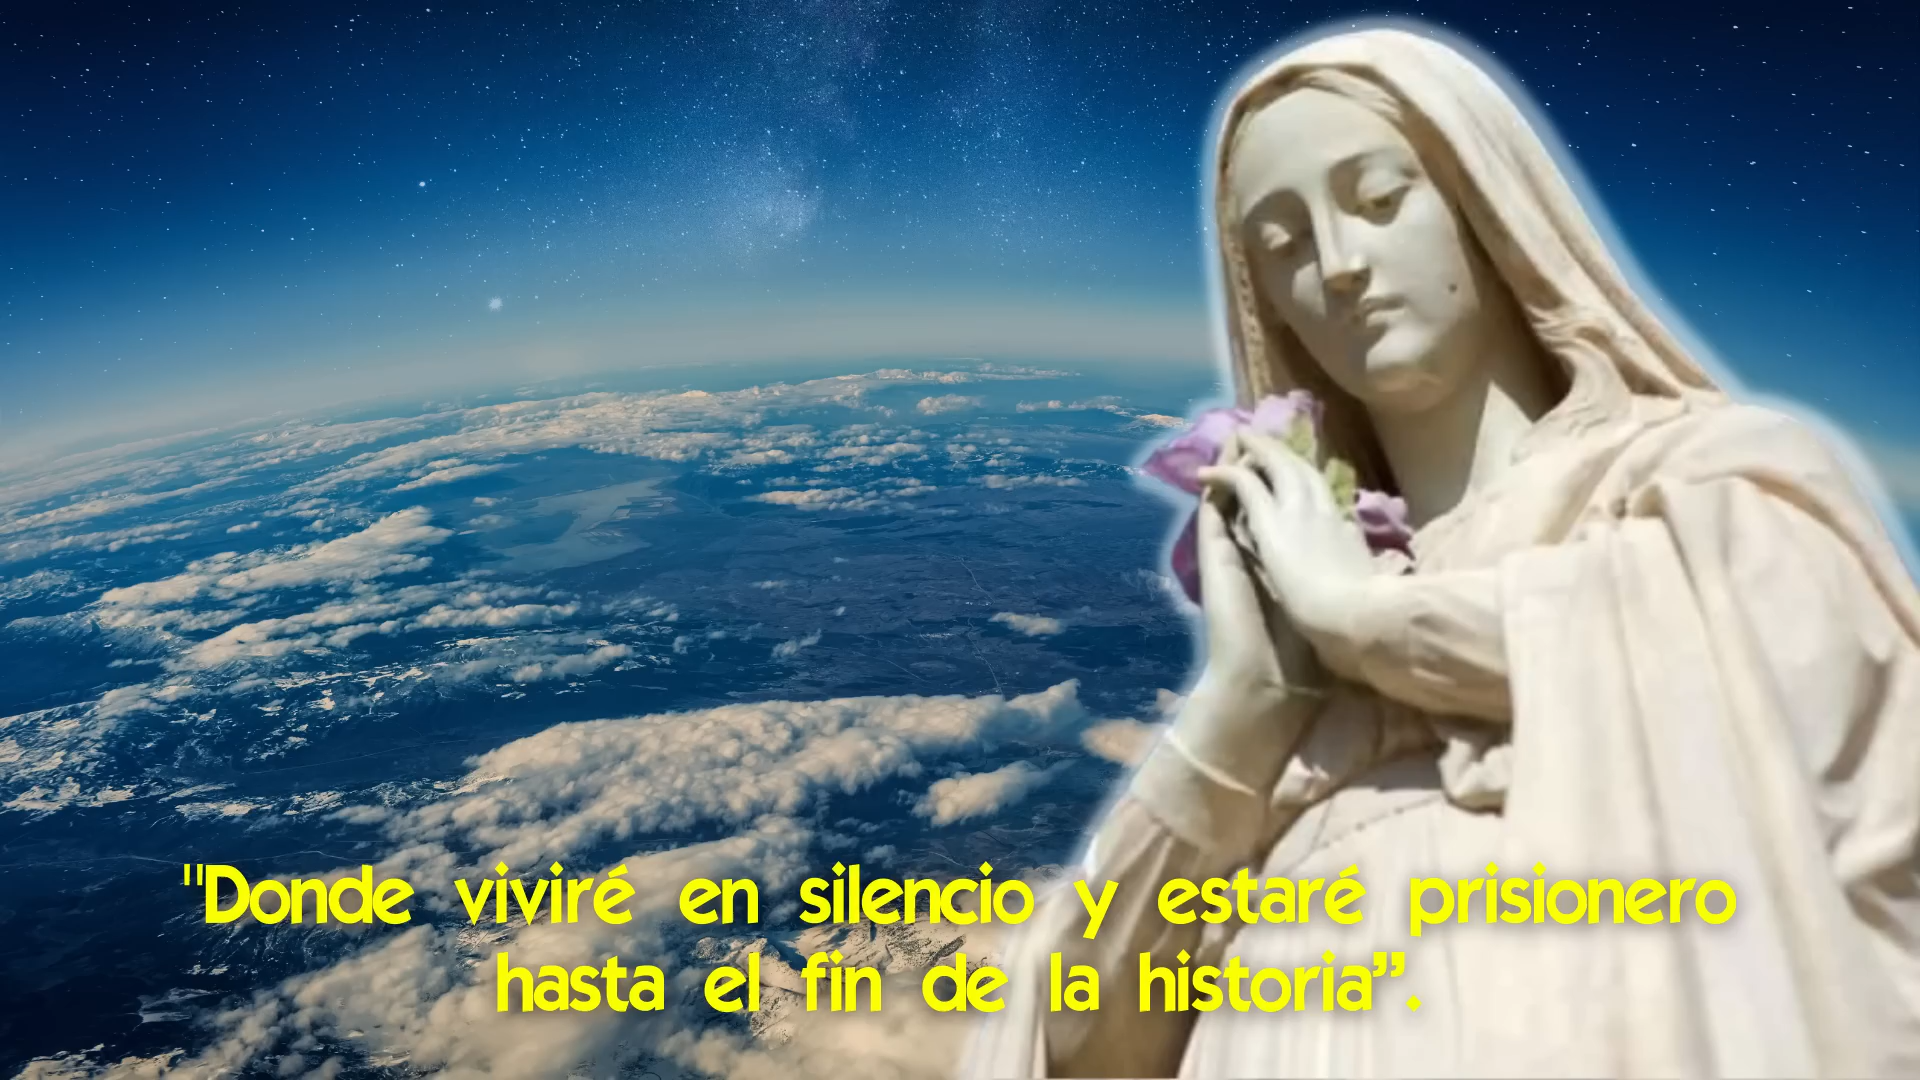 "Donde viviré en silencio y estaré prisionero
hasta el fin de la historia”.